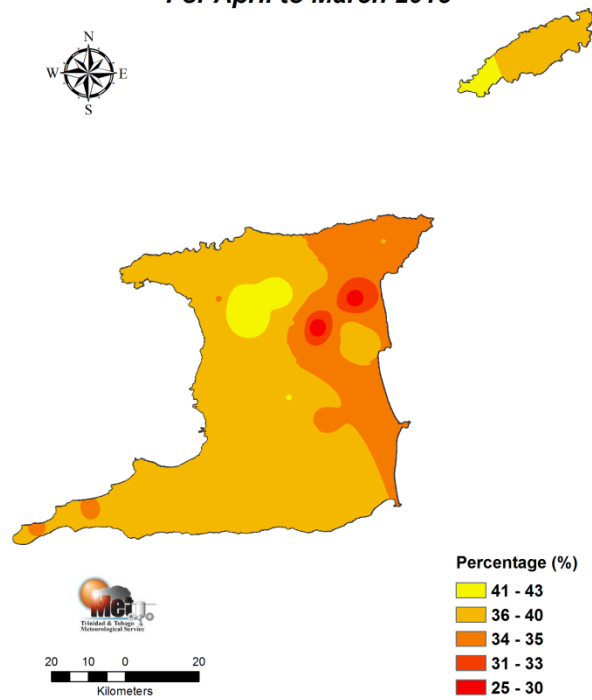 For April to March 2016
N
W E
S
Met
Trinidad & Tobago
Meteorological Service
20 10 0 20
Kilometers
Percentage (%)
41 - 43
36 - 40
34 - 35
31 - 33
25 - 30